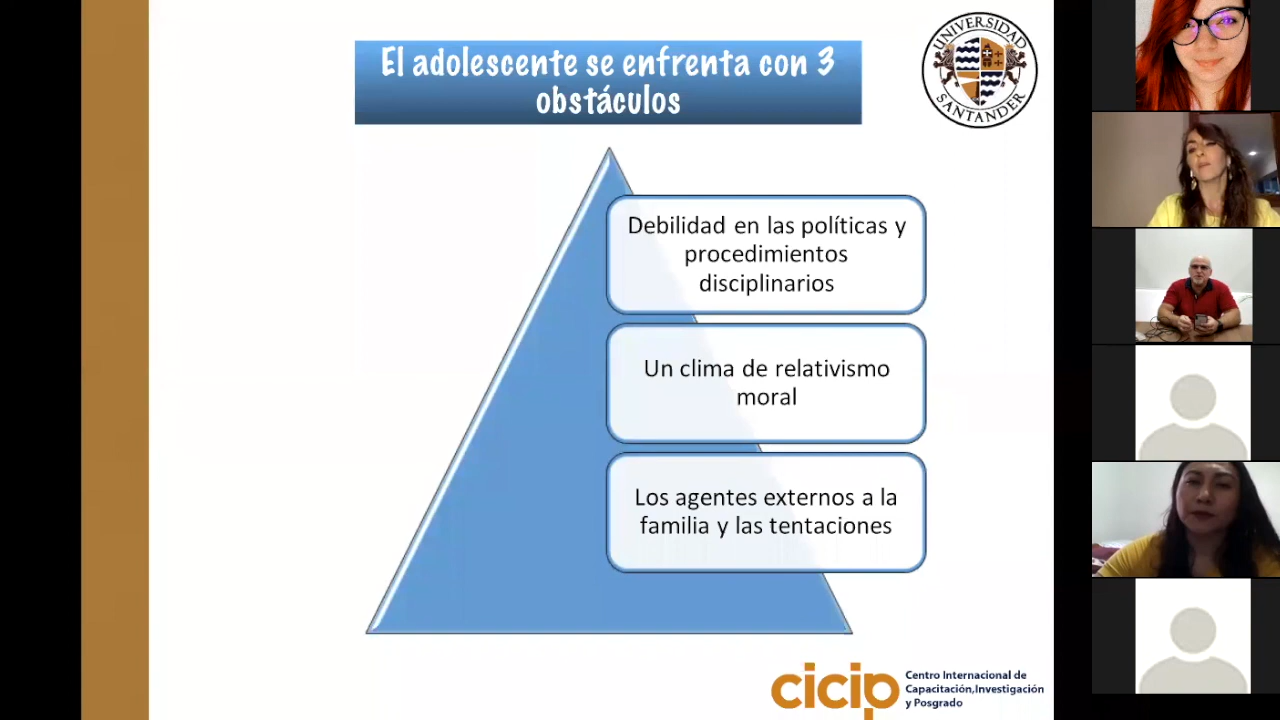 El adolescente se enfrenta con 3
obstáculos
UNIVERSIDAD
SANTANDER
Debilidad en las políticas y
procedimientos
disciplinarios
Un clima de relativismo
moral
Los agentes externos a la
familia y las tentaciones
cicip
Centro Internacional de
Capacitación,Investigación
y Posgrado